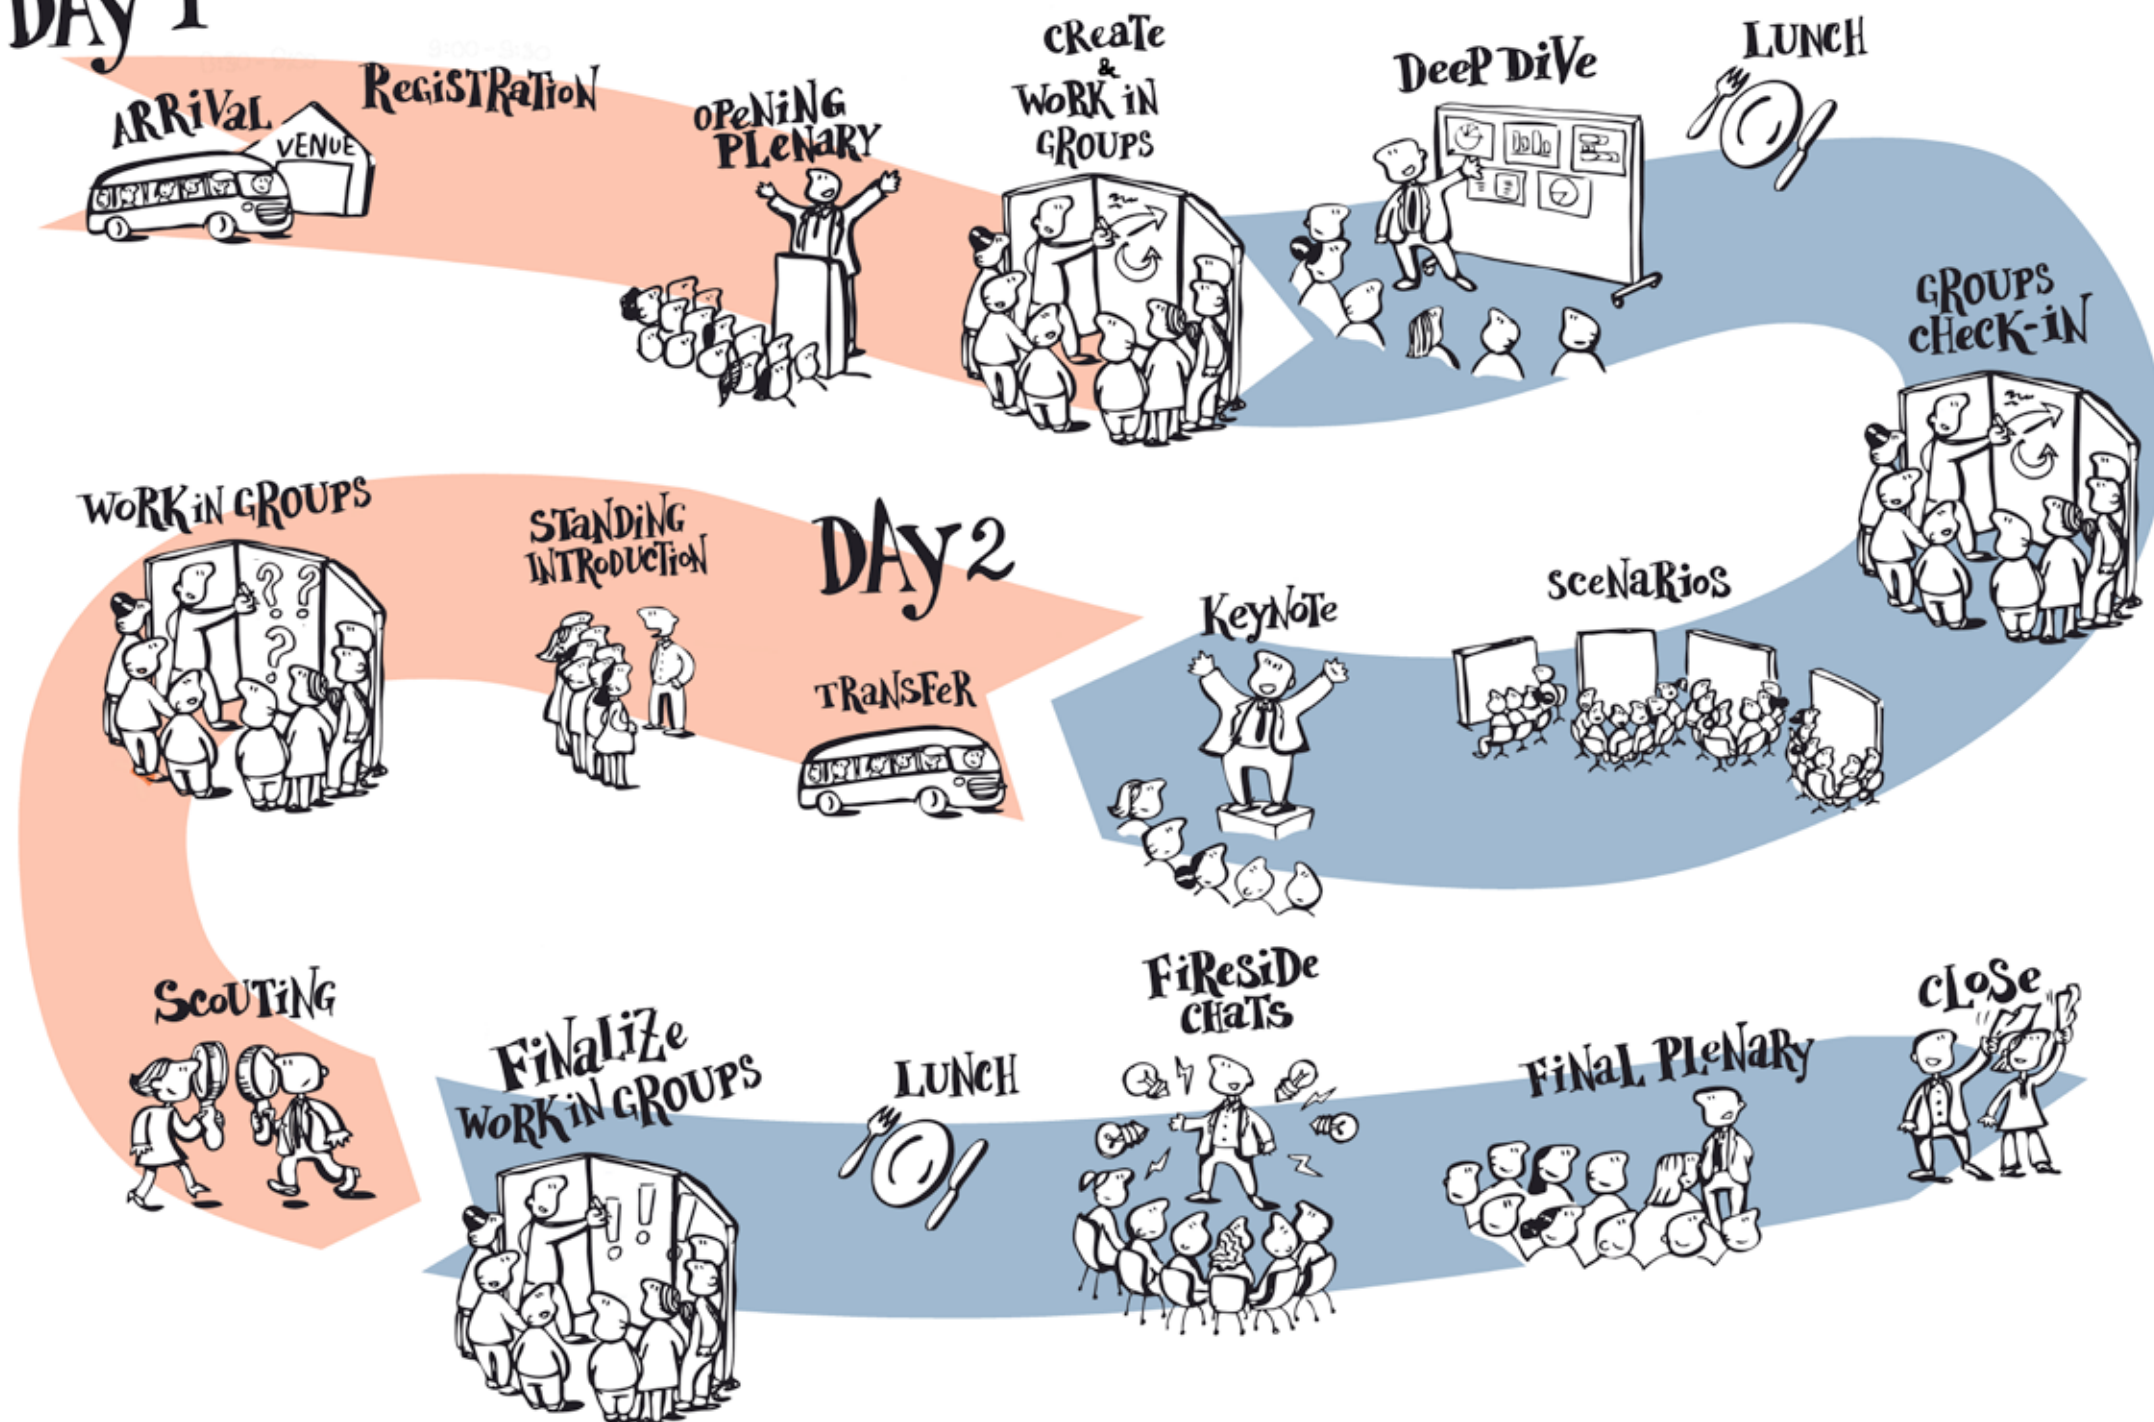 DAY 1
ARRIVAL
VENUE
REGISTRATION
OPENING
PLENARY
CREATE
&
WORK IN
GROUPS
DEEP DIVE
LUNCH
GROUPS
CHECK-IN
SCENARIOS
KEYNOTE
DAY 2
TRANSFER
STANDING
INTRODUCTION
WORK IN GROUPS
SCOUTING
FINALIZE
WORK IN GROUPS
LUNCH
FIRESIDE
CHATS
FINAL PLENARY
CLOSE